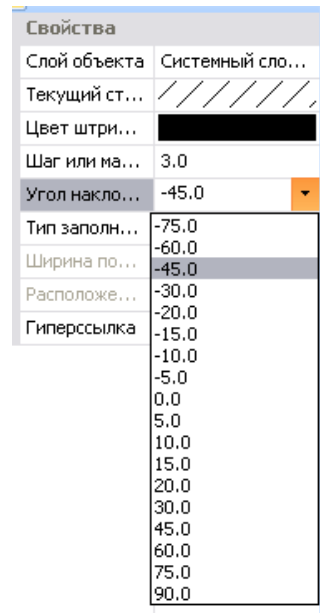 Свойства
Слой объекта Системный сло...
Текущий ст...
Цвет штри...
Шаг или ма... 3.0
Угол накло... -45.0
Тип заполн... -75.0
-60.0
Ширина по... -45.0
Расположе... -30.0
-20.0
Гиперссылка -15.0
-10.0
-5.0
0.0
5.0
10.0
15.0
20.0
30.0
45.0
60.0
75.0
90.0